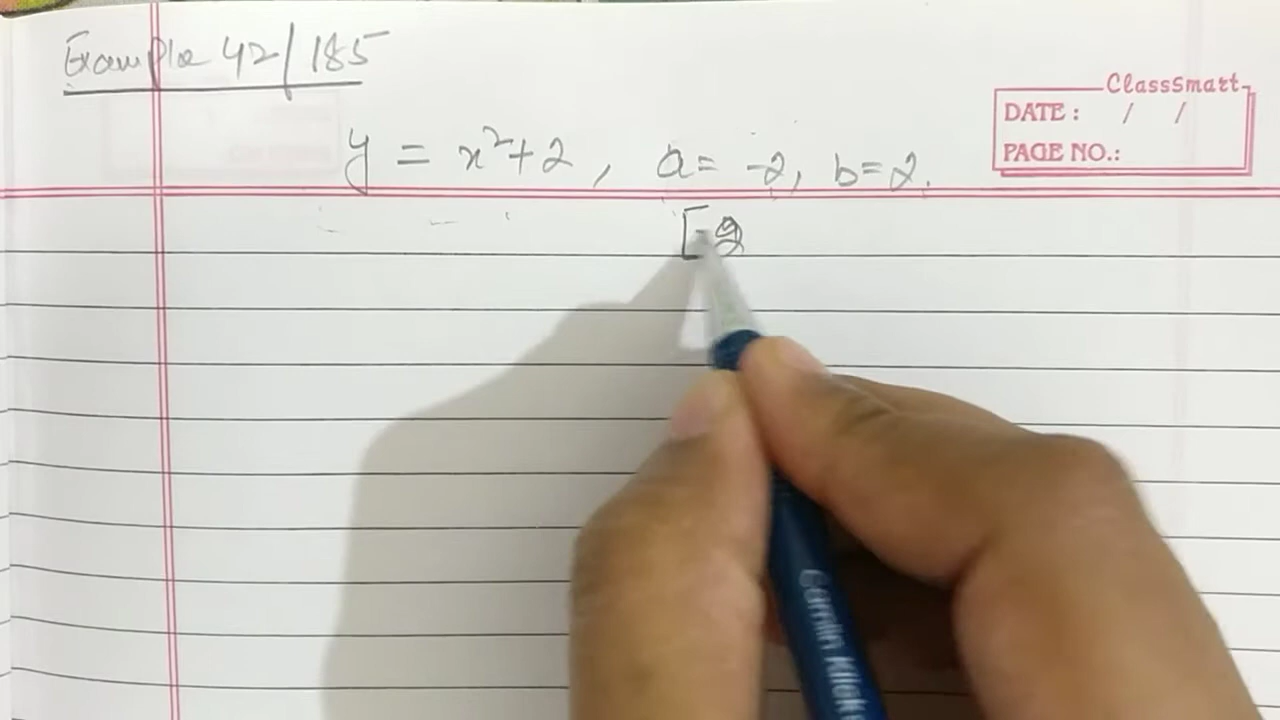 Example 42/185
ClassSmart
DATE : / /
PAGE NO.:
y = x²+2, a= -2, b=2.
[-2
Camlin Klick